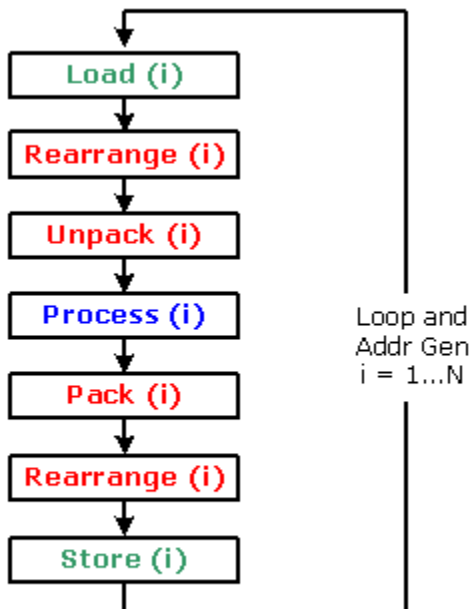 Load (i)
Rearrange (i)
Unpack (i)
Process (i)
Pack (i)
Rearrange (i)
Store (i)
Loop and
Addr Gen
i = 1...N